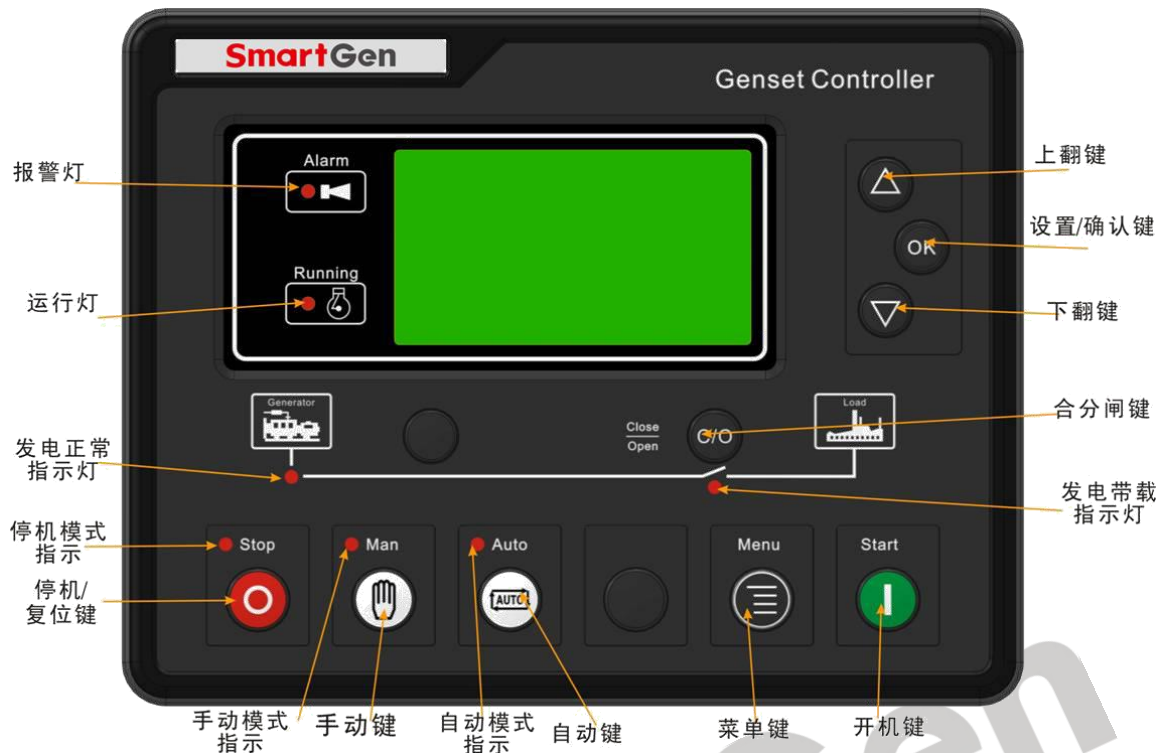 SmartGen
Genset Controller
Alarm
报警灯
上翻键
设置/确认键
OK
Running
运行灯
下翻键
Generator
Load
合分闸键
Close
Open
C/O
发电正常
指示灯
发电带载
指示灯
停机模式
指示
Stop
Man
Auto
Menu
Start
停机/
复位键
AUTO
手动模式
指示
手动键
自动模式
指示
自动键
菜单键
开机键